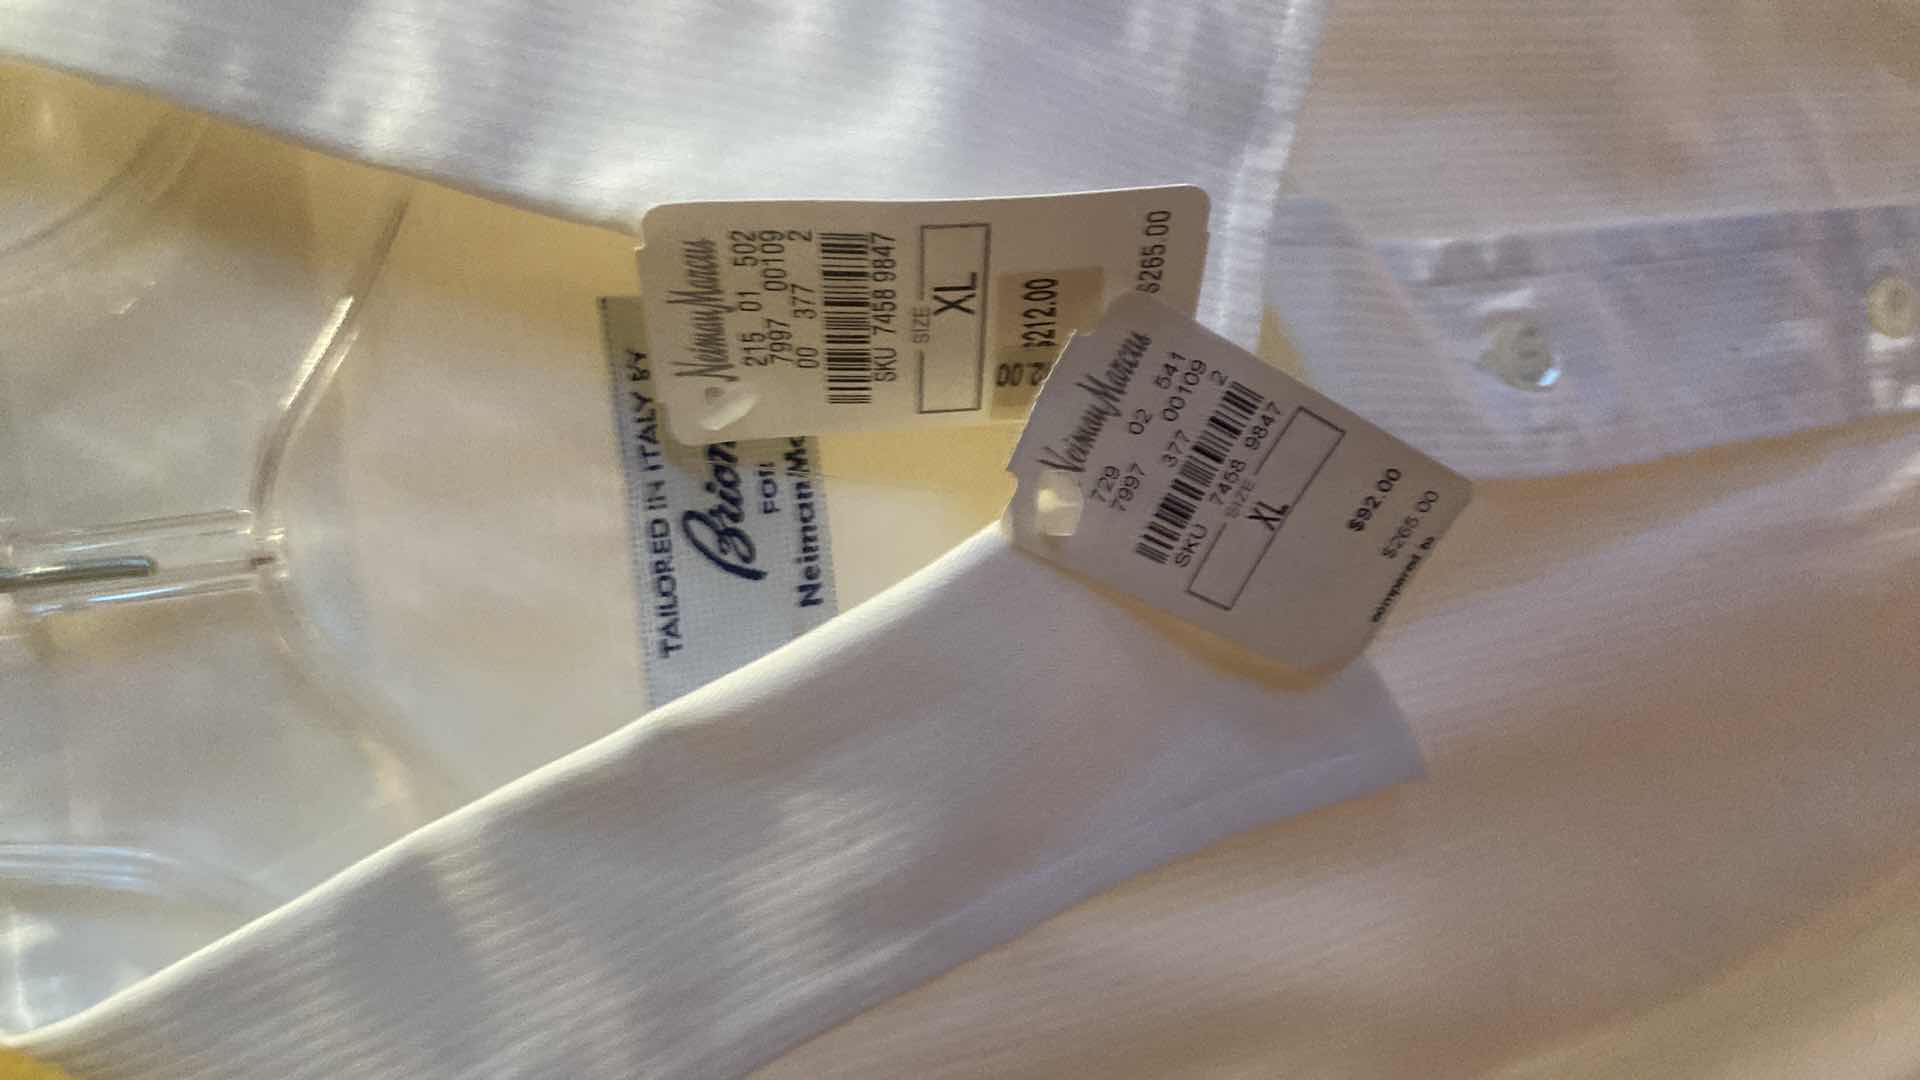 TAILORED IN ITALY BY
FOR
Neiman
Neiman Marcus
215 01 502
7997 00109
00 377 2
SKU 7458 9847
SIZE
XL
$212.00
$265.00
Neiman Marcus
729 02 541
7997 00109
377 2
SKU 7458 9847
SIZE
XL
$92.00
$265.00
compared to